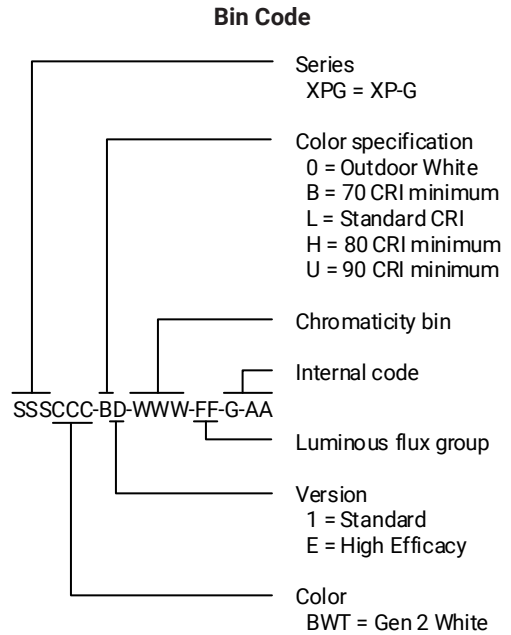 Bin Code
Series
XPG = XP-G
Color specification
0 = Outdoor White
B = 70 CRI minimum
L = Standard CRI
H = 80 CRI minimum
U = 90 CRI minimum
Chromaticity bin
Internal code
SSSCCC-BD-WWW-FF-G-AA
Luminous flux group
Version
1 = Standard
E = High Efficacy
Color
BWT = Gen 2 White